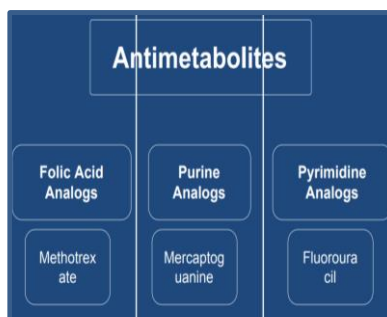 Antimetabolites
Folic Acid
Analogs
Purine
Analogs
Pyrimidine
Analogs
Methotrex
ate
Mercaptog
uanine
Fluoroura
cil